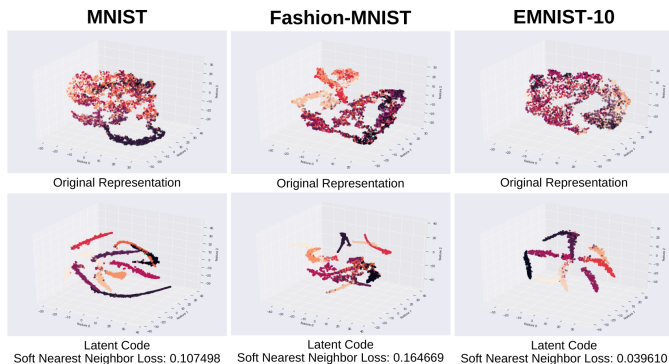 MNIST
Fashion-MNIST
EMNIST-10
Original Representation
Original Representation
Original Representation
Latent Code
Soft Nearest Neighbor Loss: 0.107498
Latent Code
Soft Nearest Neighbor Loss: 0.164669
Latent Code
Soft Nearest Neighbor Loss: 0.039610